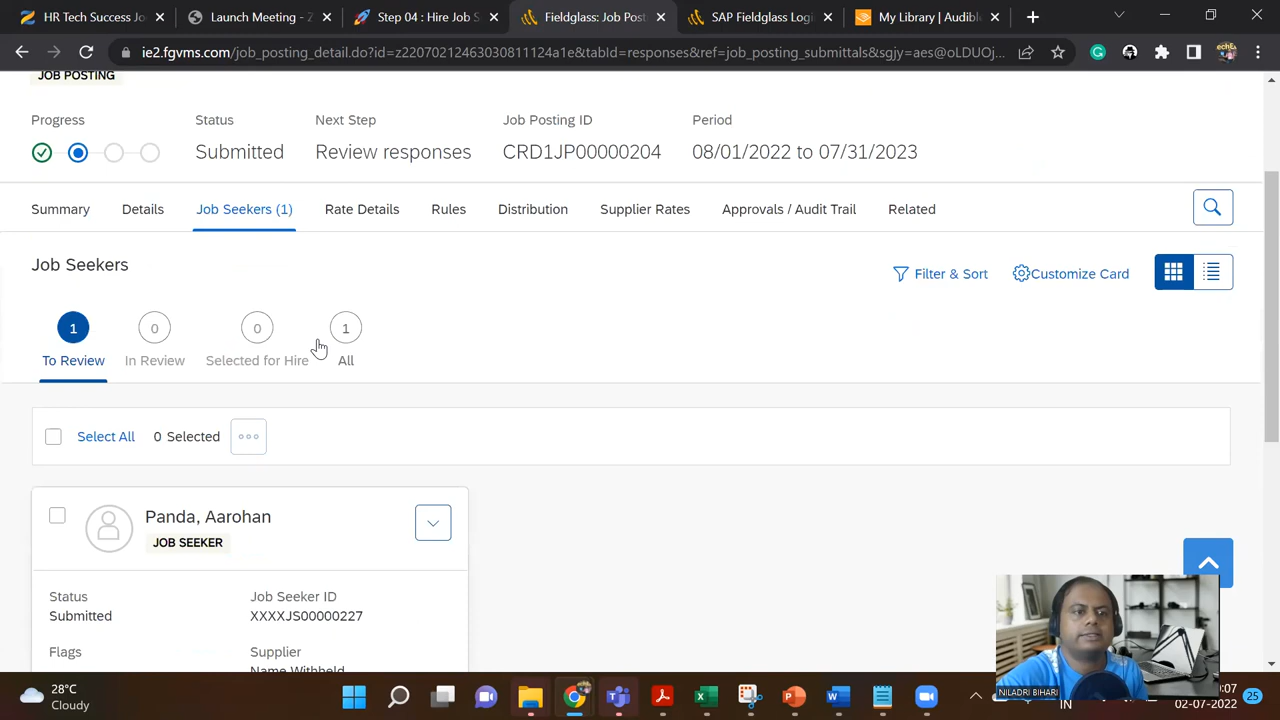 HR Tech Success Jo
Launch Meeting - Z
Step 04 : Hire Job S
Fieldglass: Job Post
SAP Fieldglass Logi
My Library | Audibl
ie2.fgvms.com/job_posting_detail.do?id=z22070212463030811124a1e&tabId=responses&ref=job_posting_submittals&sgjy=aes@oLDUOj...
JOB POSTING
Progress
Status
Next Step
Job Posting ID
Period
Submitted
Review responses
CRD1JP00000204
08/01/2022 to 07/31/2023
Summary
Details
Job Seekers (1)
Rate Details
Rules
Distribution
Supplier Rates
Approvals / Audit Trail
Related
Job Seekers
Filter & Sort
Customize Card
1
0
0
1
To Review
In Review
Selected for Hire
All
Select All
0 Selected
Panda, Aarohan
JOB SEEKER
Status
Job Seeker ID
Submitted
XXXXJS00000227
Flags
Supplier
Name Withheld
NILADRI BIHARI
28°C
Cloudy
IN
:07
02-07-2022
25